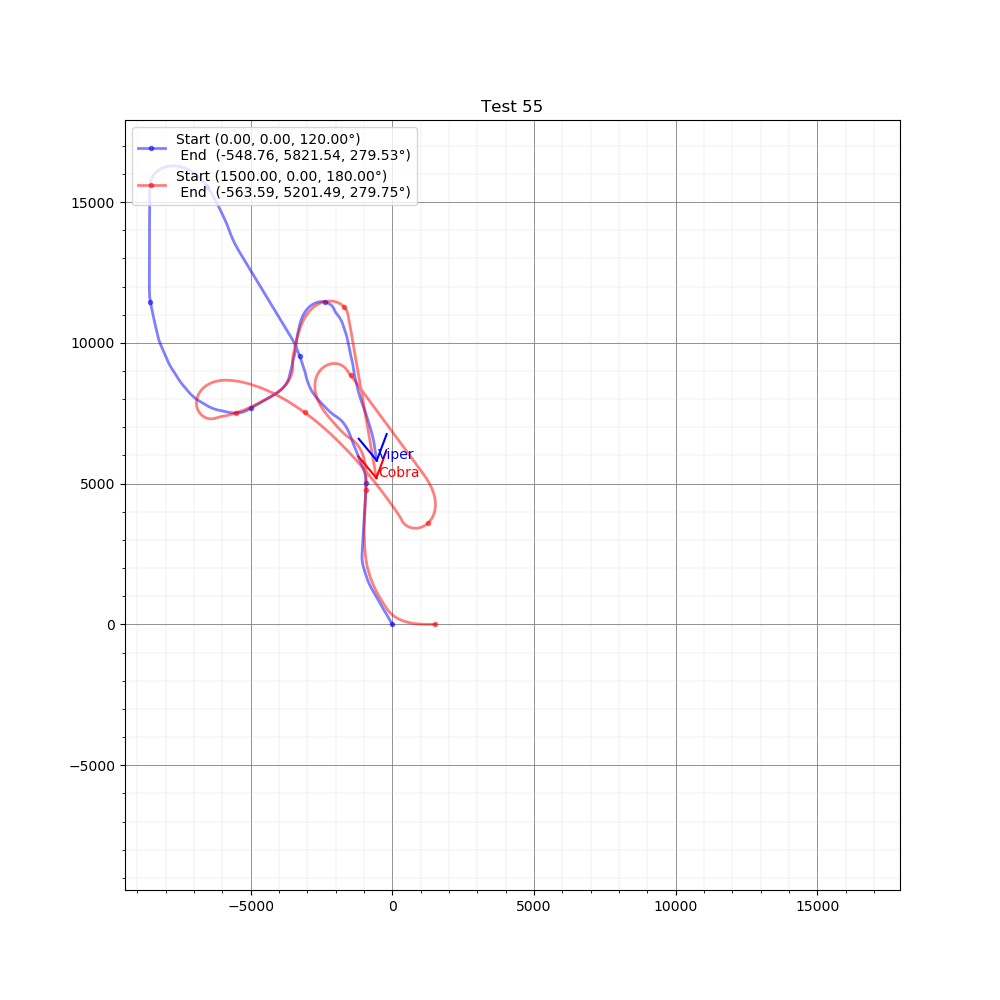 Test 55
Start (0.00, 0.00, 120.00°)
End (-548.76, 5821.54, 279.53°)
Start (1500.00, 0.00, 180.00°)
End (-563.59, 5201.49, 279.75°)
15000
10000
5000
0
−5000
Viper
Cobra
−5000
0
5000
10000
15000